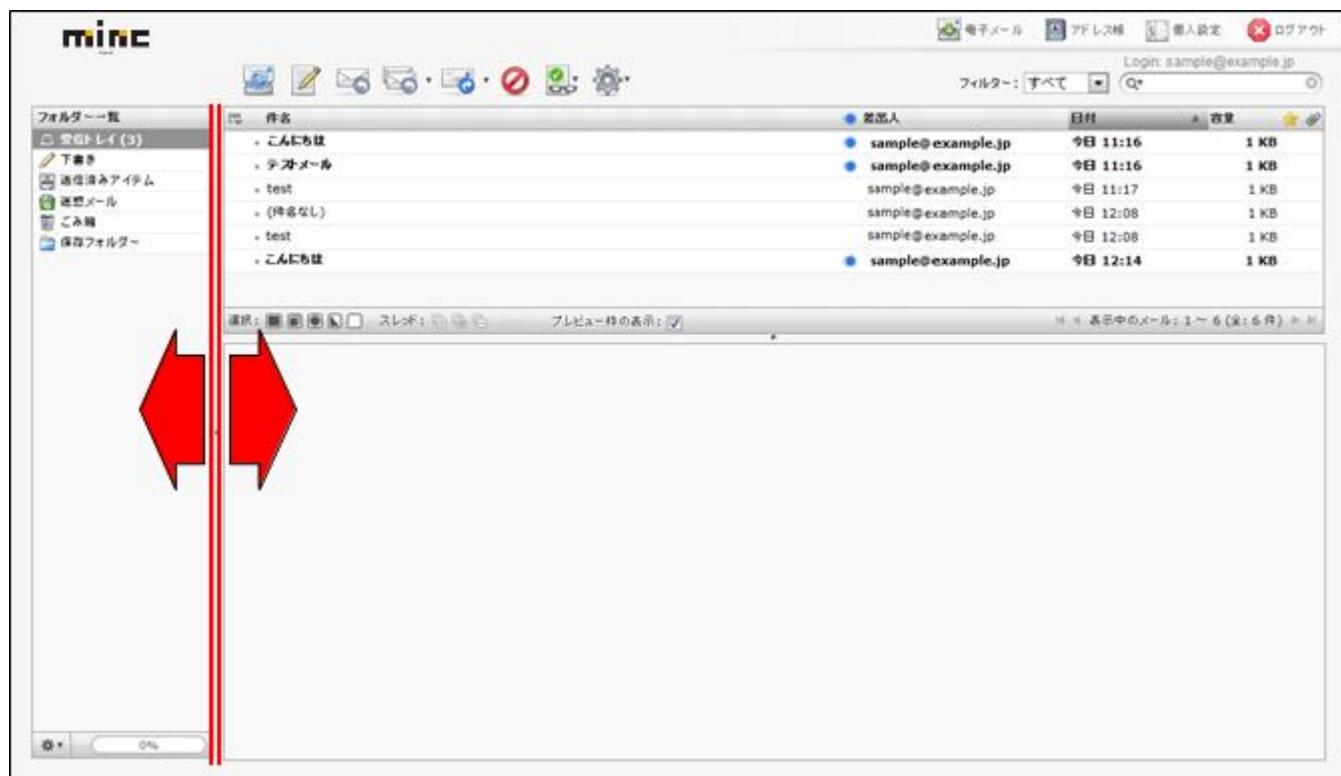 minc
電子メール アドレス帳 個人設定 ログアウト
Login: sample@example.jp
フィルター: すべて
フォルダー一覧
受信トレイ (3)
下書き
送信済みアイテム
迷惑メール
ごみ箱
保存フォルダー
件名 差出人 日付 容量
こんにちは sample@example.jp 今日 11:16 1 KB
テストメール sample@example.jp 今日 11:16 1 KB
test sample@example.jp 今日 11:17 1 KB
(件名なし) sample@example.jp 今日 12:08 1 KB
test sample@example.jp 今日 12:08 1 KB
こんにちは sample@example.jp 今日 12:14 1 KB
選択: スレッド: プレビュー枠の表示: 表示中のメール: 1 ～ 6 (全: 6 件)
0%